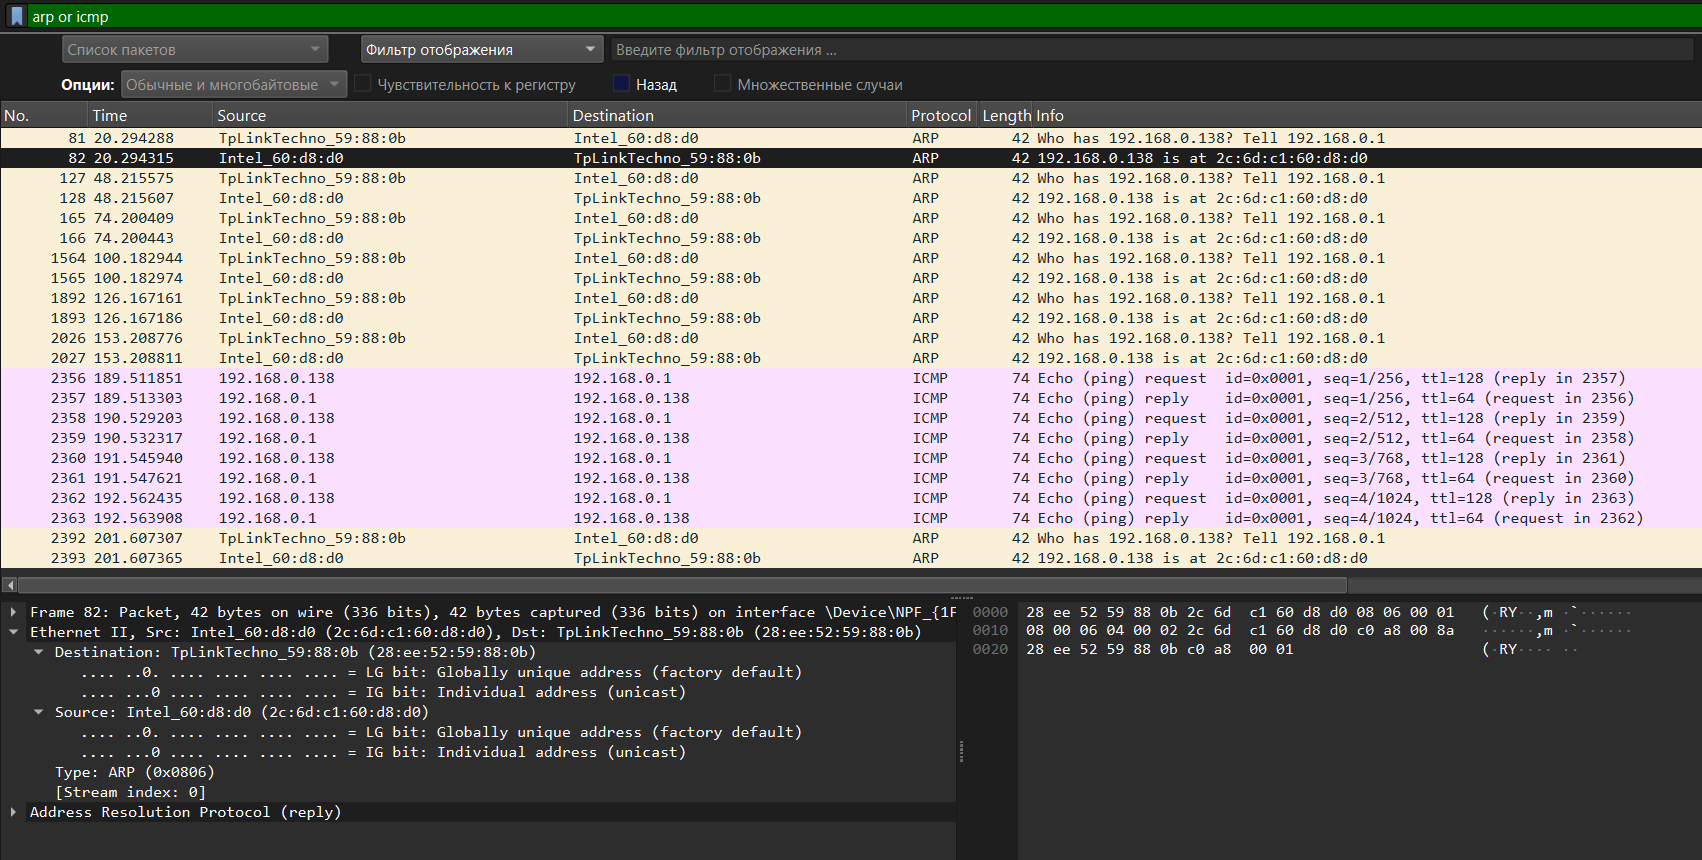 arp or icmp
Список пакетов Фильтр отображения Введите фильтр отображения ...
Опции: Обычные и многобайтовые Чувствительность к регистру Назад Множественные случаи
No. Time Source Destination Protocol Length Info
81 20.294288 TpLinkTechno_59:88:0b Intel_60:d8:d0 ARP 42 Who has 192.168.0.138? Tell 192.168.0.1
82 20.294315 Intel_60:d8:d0 TpLinkTechno_59:88:0b ARP 42 192.168.0.138 is at 2c:6d:c1:60:d8:d0
127 48.215575 TpLinkTechno_59:88:0b Intel_60:d8:d0 ARP 42 Who has 192.168.0.138? Tell 192.168.0.1
128 48.215607 Intel_60:d8:d0 TpLinkTechno_59:88:0b ARP 42 192.168.0.138 is at 2c:6d:c1:60:d8:d0
165 74.200409 TpLinkTechno_59:88:0b Intel_60:d8:d0 ARP 42 Who has 192.168.0.138? Tell 192.168.0.1
166 74.200443 Intel_60:d8:d0 TpLinkTechno_59:88:0b ARP 42 192.168.0.138 is at 2c:6d:c1:60:d8:d0
1564 100.182944 TpLinkTechno_59:88:0b Intel_60:d8:d0 ARP 42 Who has 192.168.0.138? Tell 192.168.0.1
1565 100.182974 Intel_60:d8:d0 TpLinkTechno_59:88:0b ARP 42 192.168.0.138 is at 2c:6d:c1:60:d8:d0
1892 126.167161 TpLinkTechno_59:88:0b Intel_60:d8:d0 ARP 42 Who has 192.168.0.138? Tell 192.168.0.1
1893 126.167186 Intel_60:d8:d0 TpLinkTechno_59:88:0b ARP 42 192.168.0.138 is at 2c:6d:c1:60:d8:d0
2026 153.208776 TpLinkTechno_59:88:0b Intel_60:d8:d0 ARP 42 Who has 192.168.0.138? Tell 192.168.0.1
2027 153.208811 Intel_60:d8:d0 TpLinkTechno_59:88:0b ARP 42 192.168.0.138 is at 2c:6d:c1:60:d8:d0
2356 189.511851 192.168.0.138 192.168.0.1 ICMP 74 Echo (ping) request id=0x0001, seq=1/256, ttl=128 (reply in 2357)
2357 189.513303 192.168.0.1 192.168.0.138 ICMP 74 Echo (ping) reply id=0x0001, seq=1/256, ttl=64 (request in 2356)
2358 190.529203 192.168.0.138 192.168.0.1 ICMP 74 Echo (ping) request id=0x0001, seq=2/512, ttl=128 (reply in 2359)
2359 190.532317 192.168.0.1 192.168.0.138 ICMP 74 Echo (ping) reply id=0x0001, seq=2/512, ttl=64 (request in 2358)
2360 191.545940 192.168.0.138 192.168.0.1 ICMP 74 Echo (ping) request id=0x0001, seq=3/768, ttl=128 (reply in 2361)
2361 191.547621 192.168.0.1 192.168.0.138 ICMP 74 Echo (ping) reply id=0x0001, seq=3/768, ttl=64 (request in 2360)
2362 192.562435 192.168.0.138 192.168.0.1 ICMP 74 Echo (ping) request id=0x0001, seq=4/1024, ttl=128 (reply in 2363)
2363 192.563908 192.168.0.1 192.168.0.138 ICMP 74 Echo (ping) reply id=0x0001, seq=4/1024, ttl=64 (request in 2362)
2392 201.607307 TpLinkTechno_59:88:0b Intel_60:d8:d0 ARP 42 Who has 192.168.0.138? Tell 192.168.0.1
2393 201.607365 Intel_60:d8:d0 TpLinkTechno_59:88:0b ARP 42 192.168.0.138 is at 2c:6d:c1:60:d8:d0
Frame 82: Packet, 42 bytes on wire (336 bits), 42 bytes captured (336 bits) on interface \Device\NPF_{1F
Ethernet II, Src: Intel_60:d8:d0 (2c:6d:c1:60:d8:d0), Dst: TpLinkTechno_59:88:0b (28:ee:52:59:88:0b)
Destination: TpLinkTechno_59:88:0b (28:ee:52:59:88:0b)
.... ..0. .... .... .... .... = LG bit: Globally unique address (factory default)
.... ...0 .... .... .... .... = IG bit: Individual address (unicast)
Source: Intel_60:d8:d0 (2c:6d:c1:60:d8:d0)
.... ..0. .... .... .... .... = LG bit: Globally unique address (factory default)
.... ...0 .... .... .... .... = IG bit: Individual address (unicast)
Type: ARP (0x0806)
[Stream index: 0]
Address Resolution Protocol (reply)
0000 28 ee 52 59 88 0b 2c 6d c1 60 d8 d0 08 06 00 01 (·RY··,m ·`······
0010 08 00 06 04 00 02 2c 6d c1 60 d8 d0 c0 a8 00 8a ······,m ·`······
0020 28 ee 52 59 88 0b c0 a8 00 01 (·RY···· ··